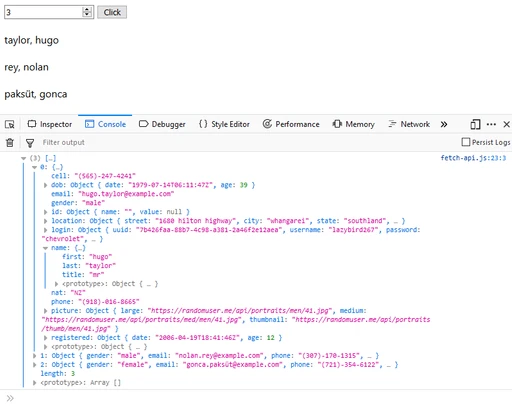 3 Click
taylor, hugo
rey, nolan
paksüt, gonca
Inspector Console Debugger {} Style Editor Performance Memory Network » ••• ×
Filter output Persist Logs
(3) […] fetch-api.js:23:3
0: {…}
cell: "(565)-247-4241"
dob: Object { date: "1979-07-14T06:11:47Z", age: 39 }
email: "hugo.taylor@example.com"
gender: "male"
id: Object { name: "", value: null }
location: Object { street: "1680 hilton highway", city: "whangarei", state: "southland", … }
login: Object { uuid: "7b426faa-88b7-4c98-a381-2a46f2e12aea", username: "lazybird267", password:
"chevrolet", … }
name: {…}
first: "hugo"
last: "taylor"
title: "mr"
<prototype>: Object { … }
nat: "NZ"
phone: "(918)-016-8665"
picture: Object { large: "https://randomuser.me/api/portraits/men/41.jpg", medium:
"https://randomuser.me/api/portraits/med/men/41.jpg", thumbnail: "https://randomuser.me/api/portraits
/thumb/men/41.jpg" }
registered: Object { date: "2006-04-19T18:41:46Z", age: 12 }
<prototype>: Object { … }
1: Object { gender: "male", email: "nolan.rey@example.com", phone: "(307)-170-1315", … }
2: Object { gender: "female", email: "gonca.paksüt@example.com", phone: "(721)-354-6122", … }
length: 3
<prototype>: Array []
»